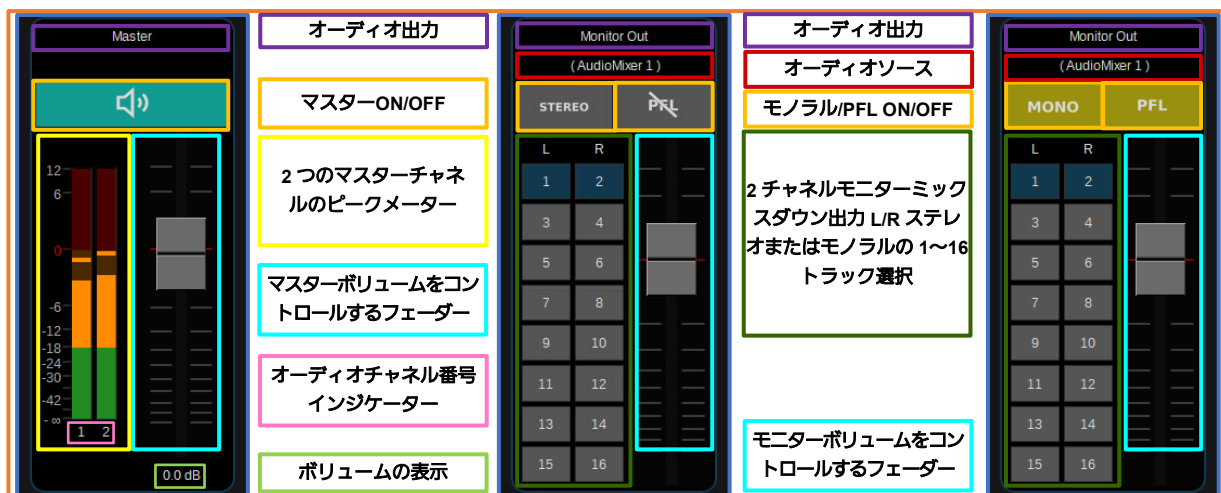 Master
12
6
0
-6
-12
-18
-24
-30
-42
- ∞
1 2
0.0 dB
オーディオ出力
マスターON/OFF
2 つのマスターチャネ
ルのピークメーター
マスターボリュームをコン
トロールするフェーダー
オーディオチャネル番号
インジケーター
ボリュームの表示
Monitor Out
( AudioMixer 1 )
STEREO PFL
L R
1 2
3 4
5 6
7 8
9 10
11 12
13 14
15 16
オーディオ出力
オーディオソース
モノラル/PFL ON/OFF
2 チャネルモニターミック
スダウン出力 L/R ステレ
オまたはモノラルの 1～16
トラック選択
モニターボリュームをコン
トロールするフェーダー
Monitor Out
( AudioMixer 1 )
MONO PFL
L R
1 2
3 4
5 6
7 8
9 10
11 12
13 14
15 16